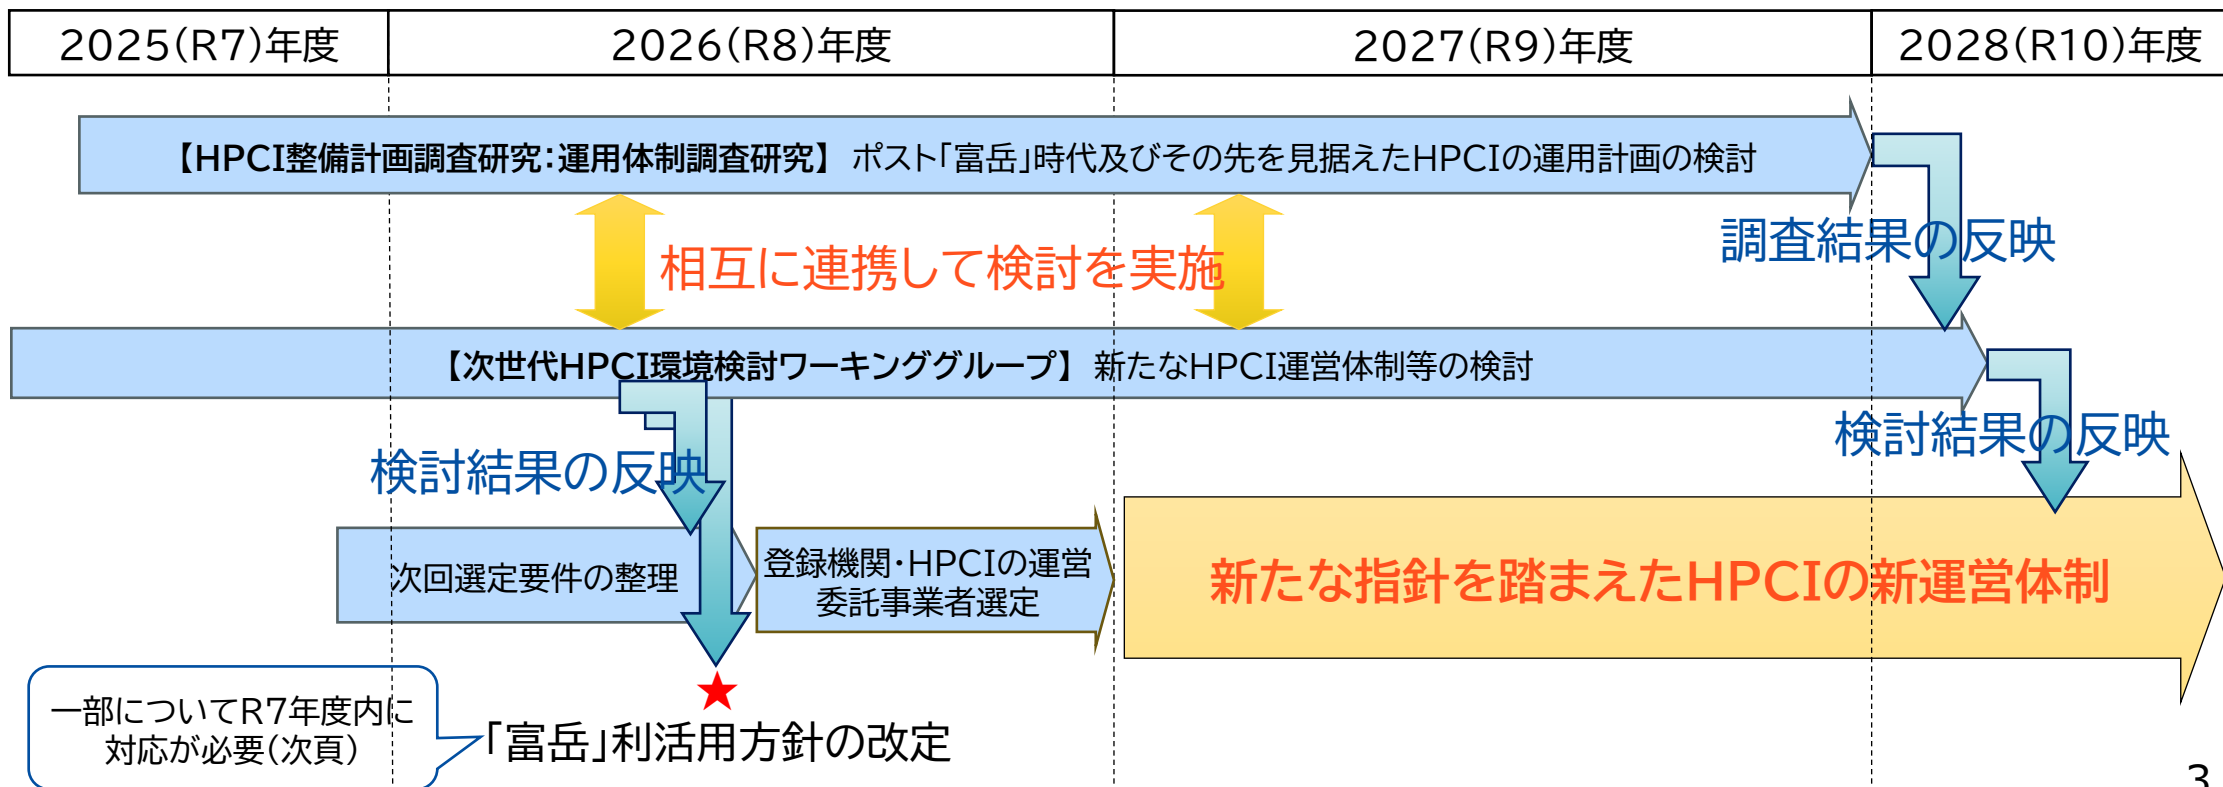 2025(R7)年度
2026(R8)年度
2027(R9)年度
2028(R10)年度
【HPCI整備計画調査研究：運用体制調査研究】 ポスト「富岳」時代及びその先を見据えたHPCIの運用計画の検討
相互に連携して検討を実施
調査結果の反映
【次世代HPCI環境検討ワーキンググループ】 新たなHPCI運営体制等の検討
検討結果の反映
検討結果の反映
次回選定要件の整理
登録機関・HPCIの運営
委託事業者選定
新たな指針を踏まえたHPCIの新運営体制
一部についてR7年度内に
対応が必要（次頁）
「富岳」利活用方針の改定
3